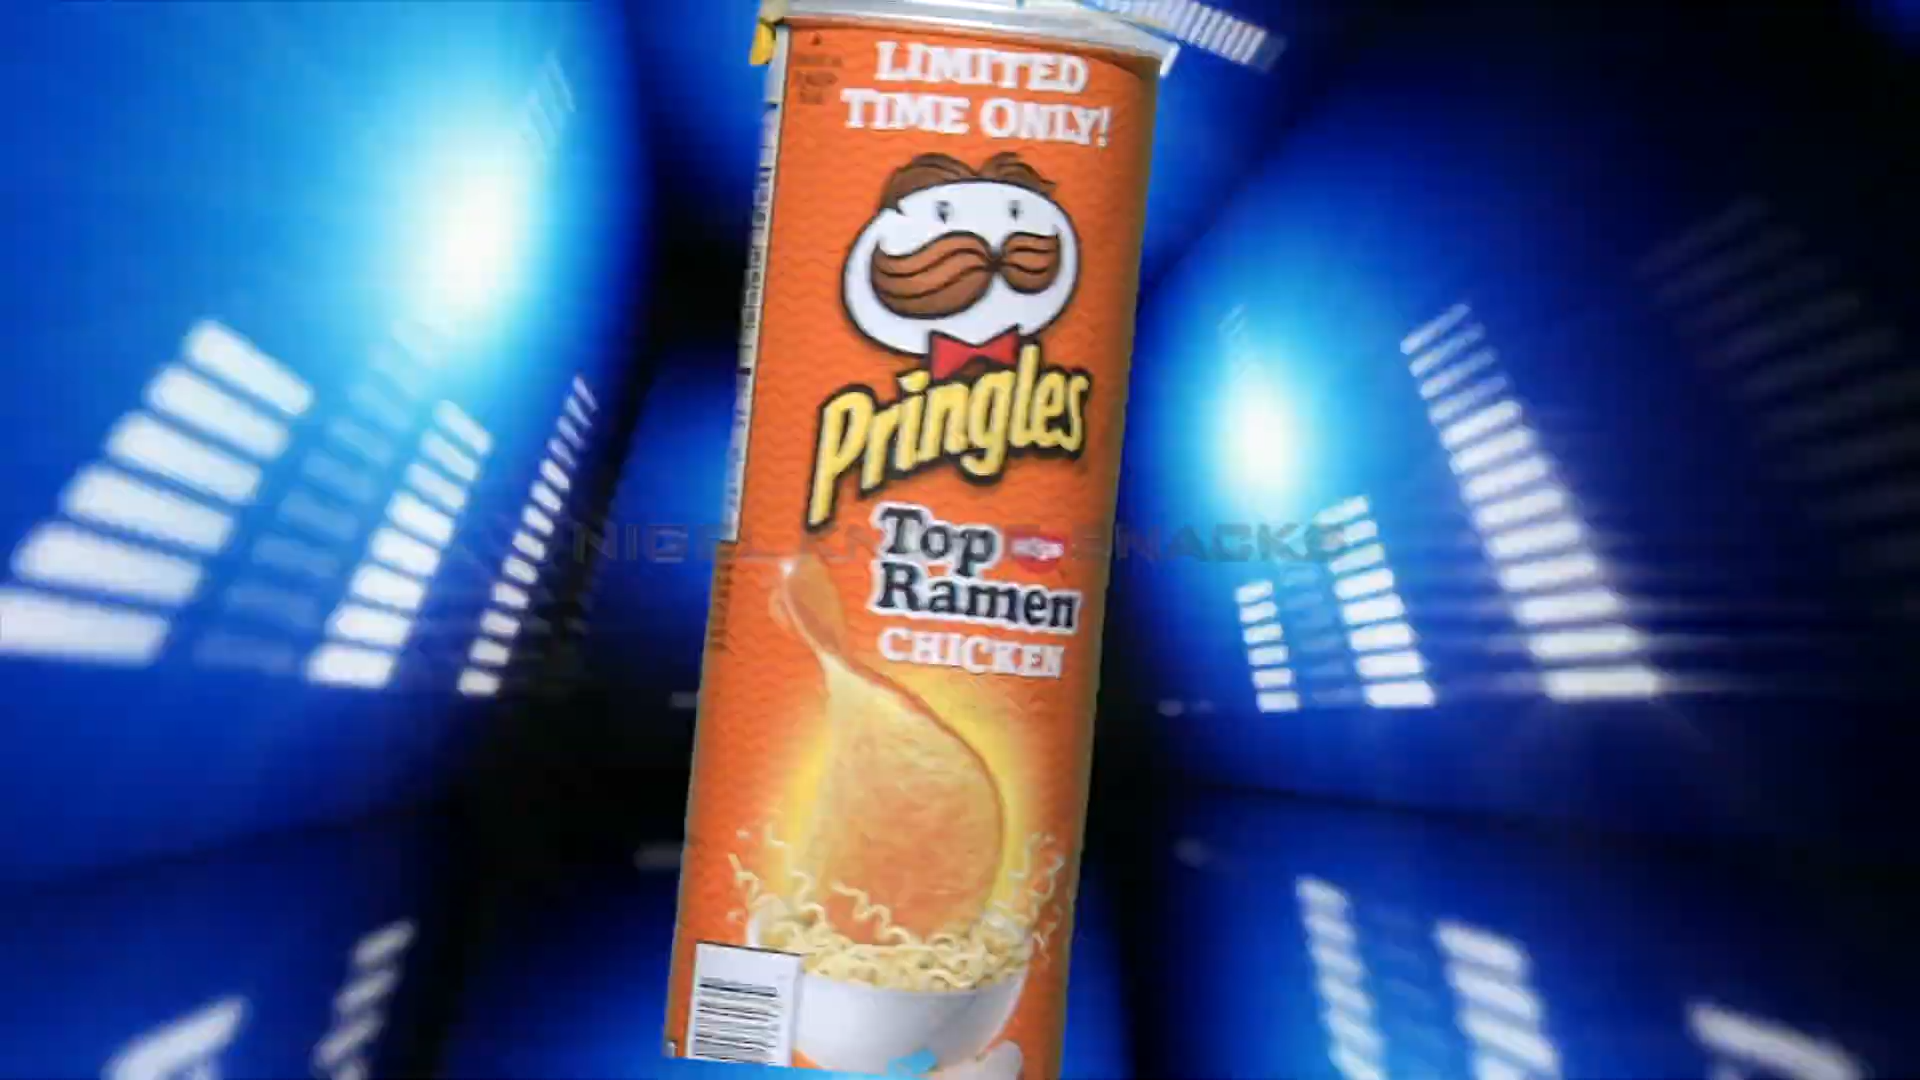 LIMITED
TIME ONLY!
Pringles
Top
Ramen
CHICKEN